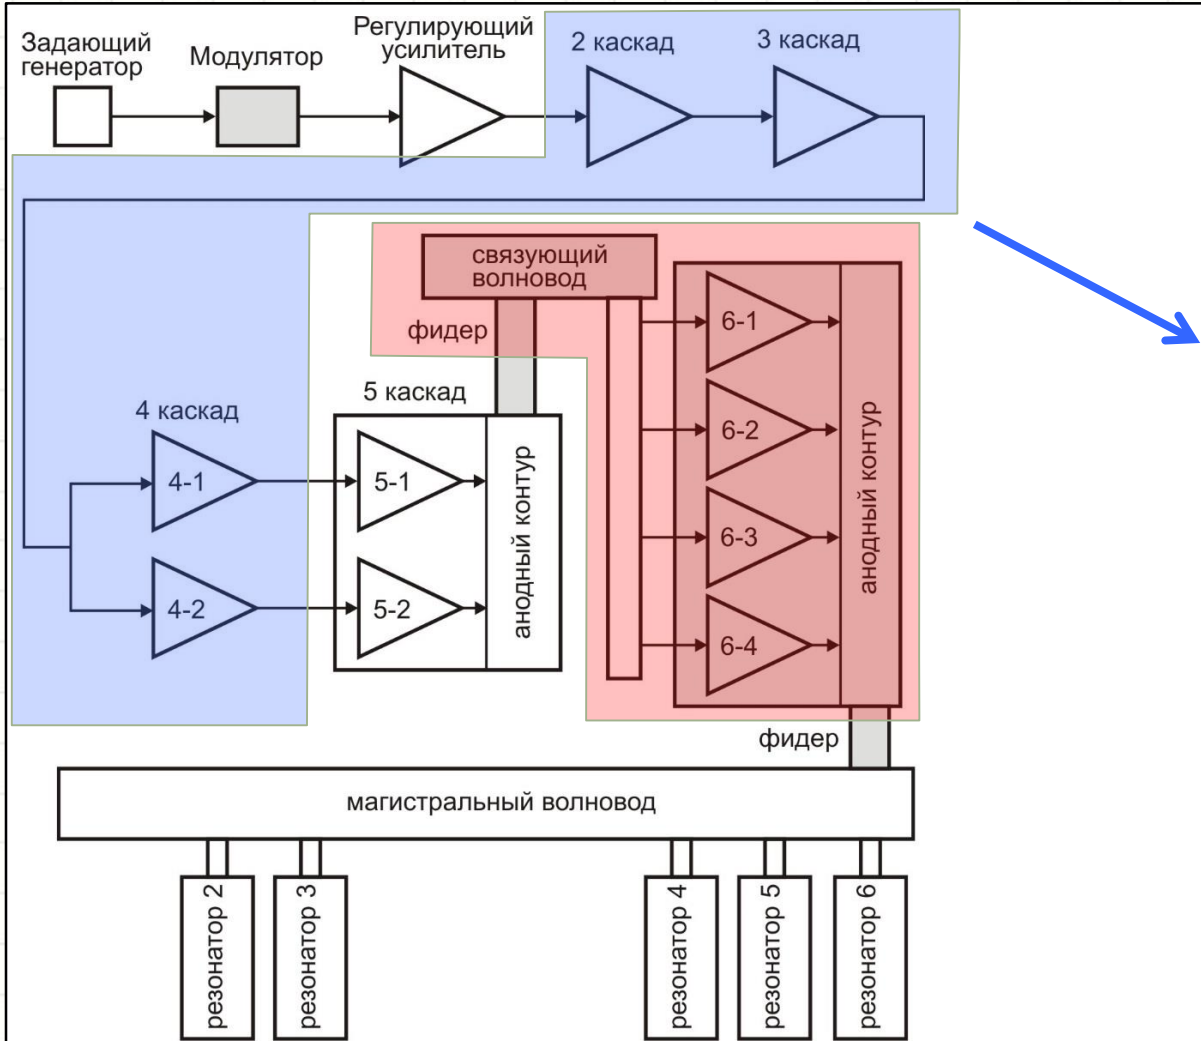 Задающий
генератор
Модулятор
Регулирующий
усилитель
2 каскад
3 каскад
связующий
волновод
фидер
6-1
6-2
6-3
6-4
анодный контур
5 каскад
4 каскад
4-1
4-2
5-1
5-2
анодный контур
фидер
магистральный волновод
резонатор 2
резонатор 3
резонатор 4
резонатор 5
резонатор 6